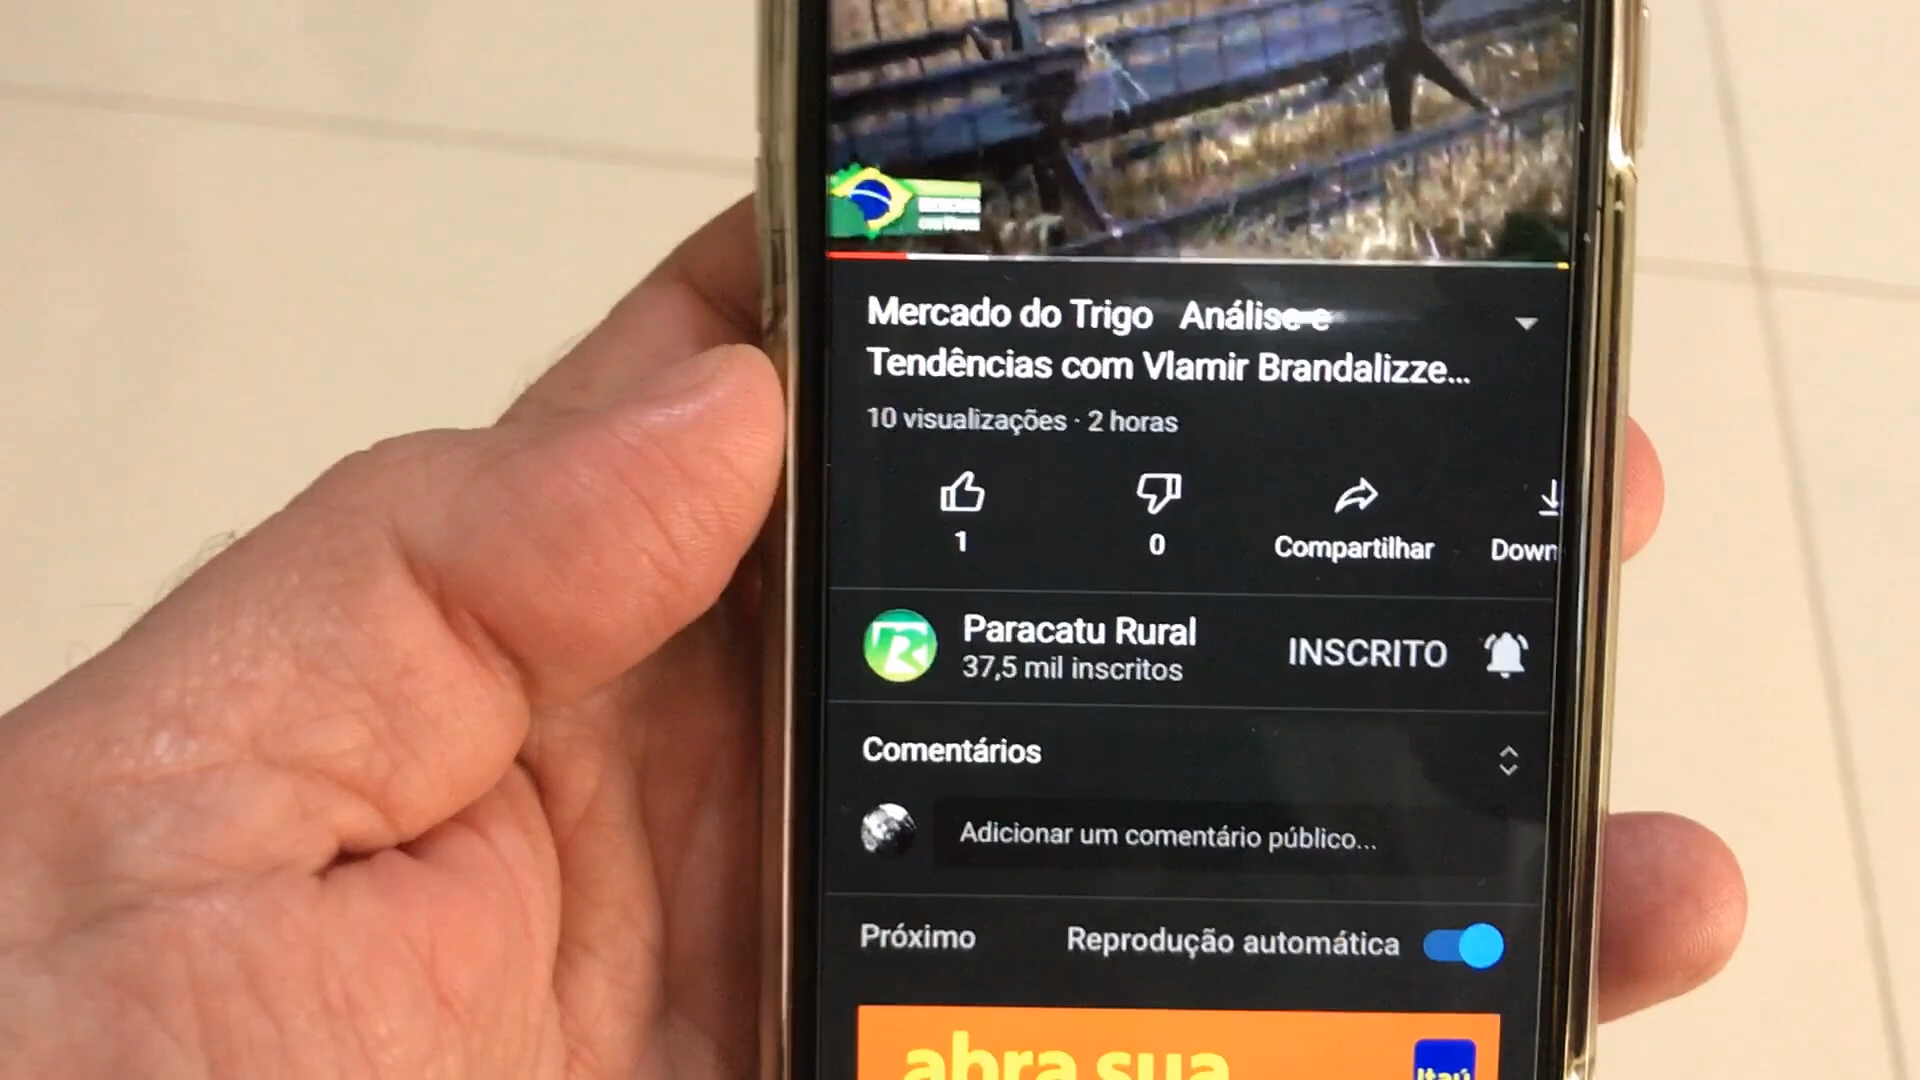 Mercado do Trigo Análise e
Tendências com Vlamir Brandalizze...
10 visualizações · 2 horas
1
0
Compartilhar
Down
Paracatu Rural
37,5 mil inscritos
INSCRITO
Comentários
Adicionar um comentário público...
Próximo
Reprodução automática
abra sua
Itaú